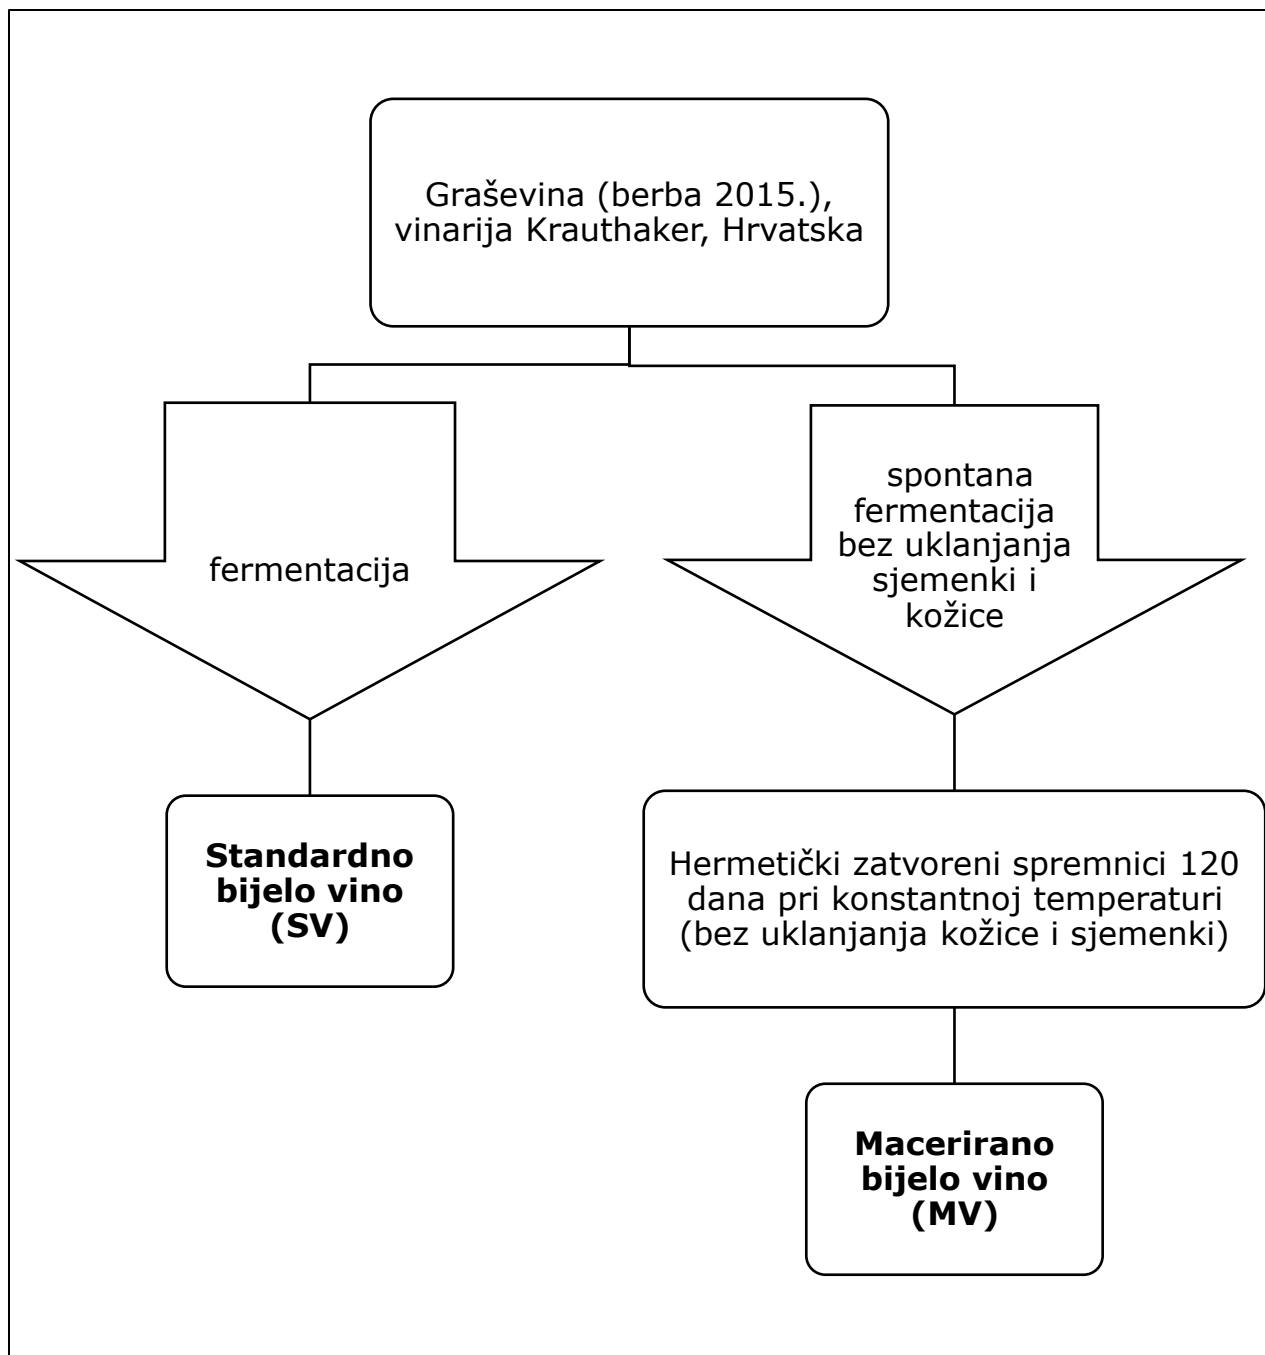 Graševina (berba 2015.),
vinarija Krauthaker, Hrvatska
fermentacija
spontana
fermentacija
bez uklanjanja
sjemenki i
kožice
Standardno
bijelo vino
(SV)
Hermetički zatvoreni spremnici 120
dana pri konstantnoj temperaturi
(bez uklanjanja kožice i sjemenki)
Macerirano
bijelo vino
(MV)